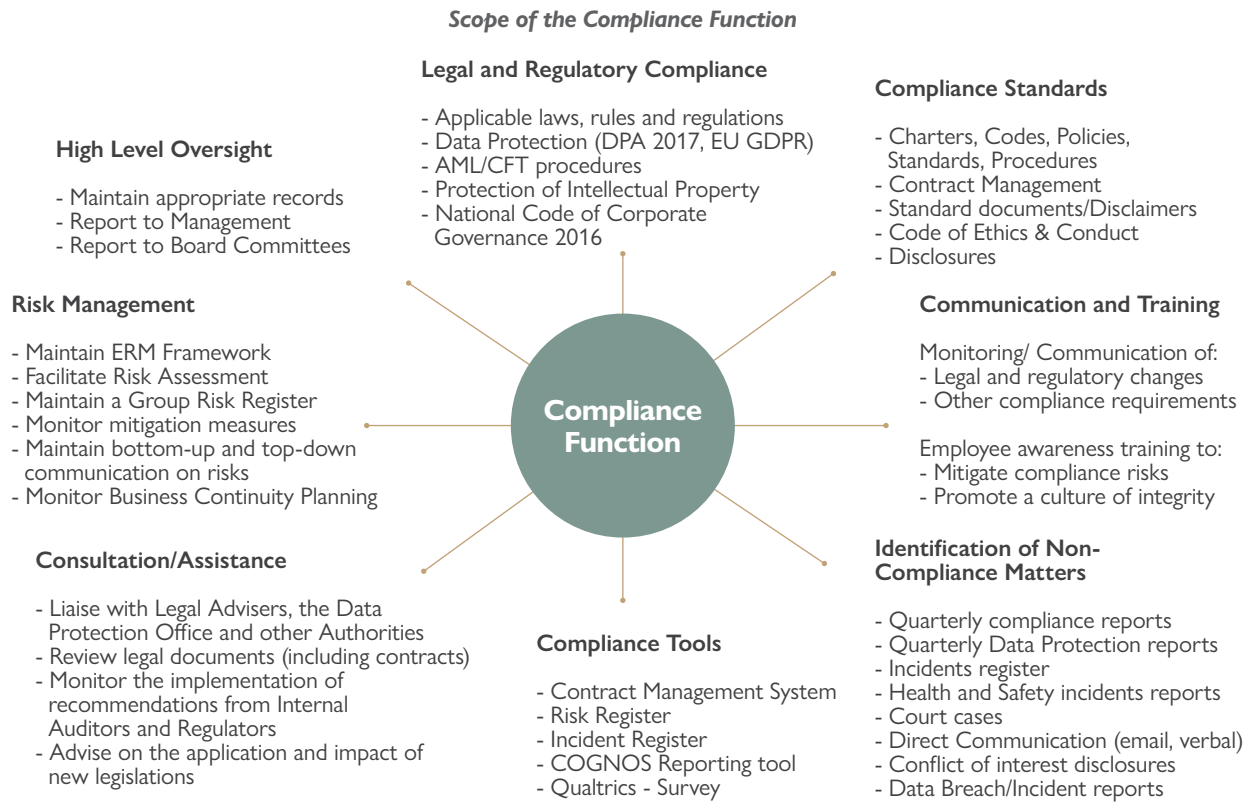 Scope of the Compliance Function
Legal and Regulatory Compliance
- Applicable laws, rules and regulations
- Data Protection (DPA 2017, EU GDPR)
- AML/CFT procedures
- Protection of Intellectual Property
- National Code of Corporate
Governance 2016
Compliance Standards
- Charters, Codes, Policies,
Standards, Procedures
- Contract Management
- Standard documents/Disclaimers
- Code of Ethics & Conduct
- Disclosures
High Level Oversight
- Maintain appropriate records
- Report to Management
- Report to Board Committees
Risk Management
- Maintain ERM Framework
- Facilitate Risk Assessment
- Maintain a Group Risk Register
- Monitor mitigation measures
- Maintain bottom-up and top-down
communication on risks
- Monitor Business Continuity Planning
Compliance
Function
Communication and Training
Monitoring/ Communication of:
- Legal and regulatory changes
- Other compliance requirements
Employee awareness training to:
- Mitigate compliance risks
- Promote a culture of integrity
Consultation/Assistance
- Liaise with Legal Advisers, the Data
Protection Office and other Authorities
- Review legal documents (including contracts)
- Monitor the implementation of
recommendations from Internal
Auditors and Regulators
- Advise on the application and impact of
new legislations
Compliance Tools
- Contract Management System
- Risk Register
- Incident Register
- COGNOS Reporting tool
- Qualtrics - Survey
Identification of Non-
Compliance Matters
- Quarterly compliance reports
- Quarterly Data Protection reports
- Incidents register
- Health and Safety incidents reports
- Court cases
- Direct Communication (email, verbal)
- Conflict of interest disclosures
- Data Breach/Incident reports